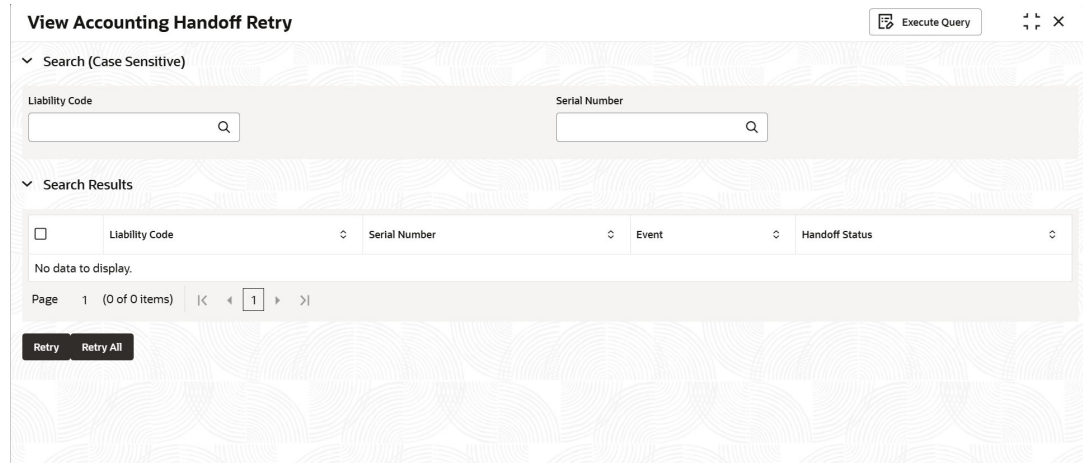 View Accounting Handoff Retry Execute Query
Search (Case Sensitive)
Liability Code Serial Number
Search Results
Liability Code Serial Number Event Handoff Status
No data to display.
Page 1 (0 of 0 items) 1
Retry Retry All